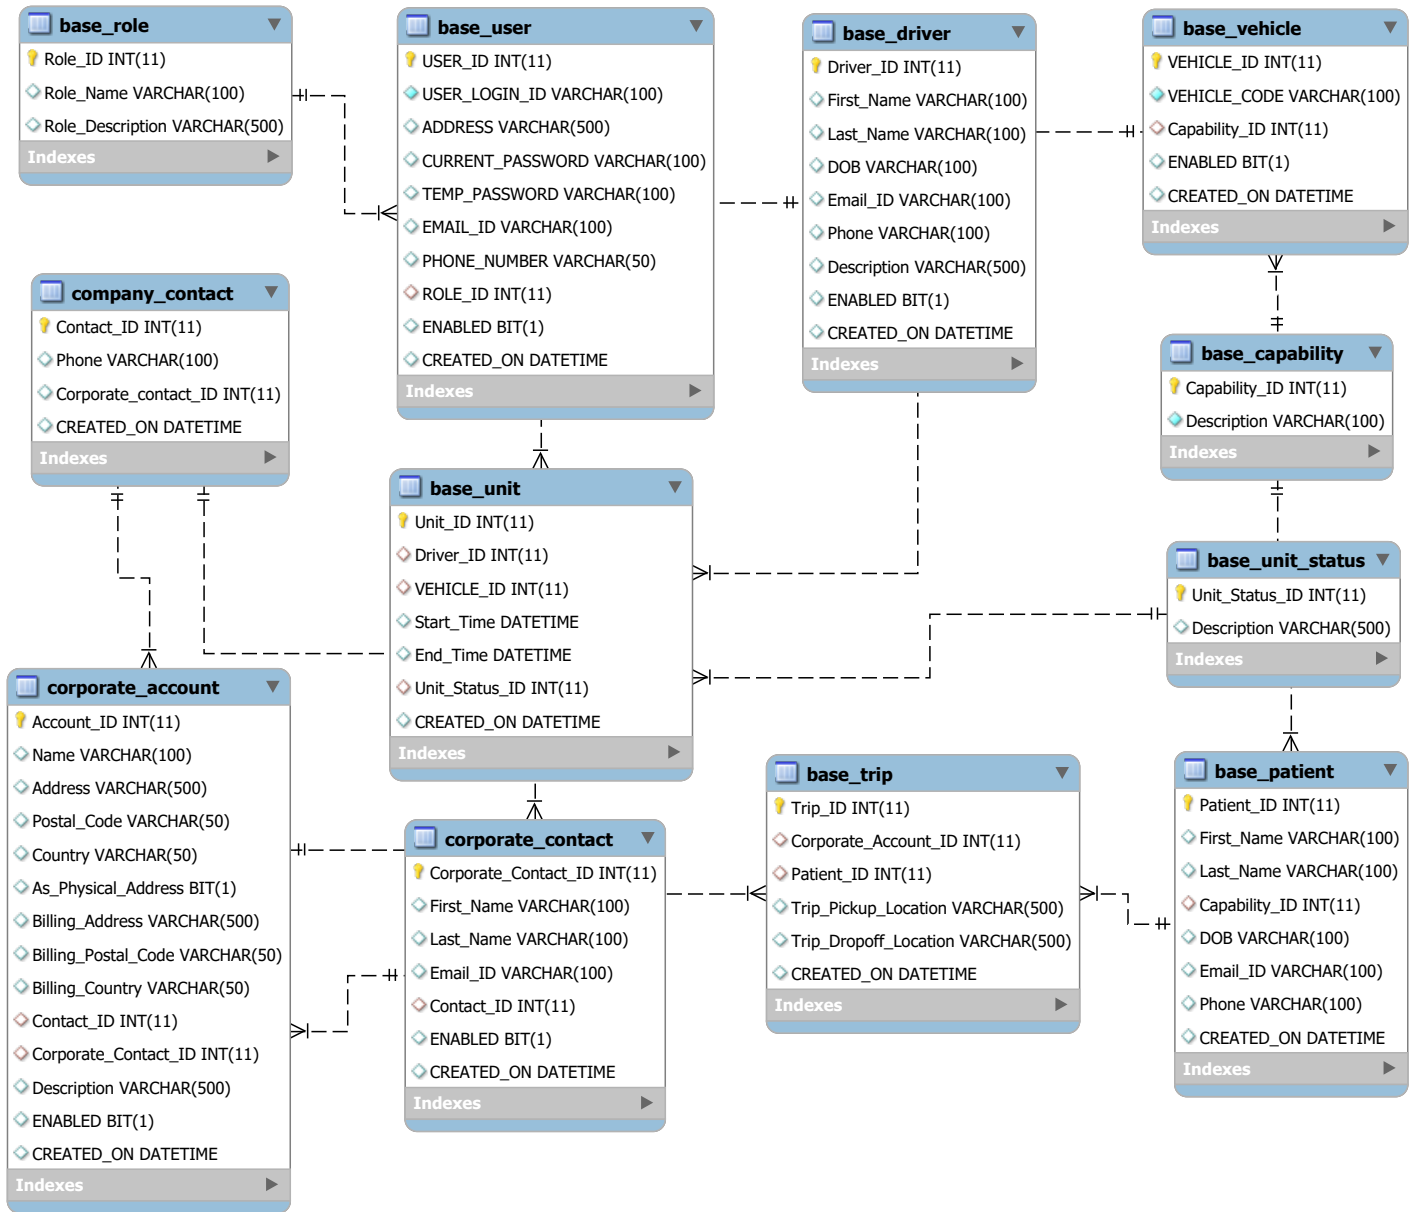 base_role
Role_ID INT(11)
Role_Name VARCHAR(100)
Role_Description VARCHAR(500)
Indexes
base_user
USER_ID INT(11)
USER_LOGIN_ID VARCHAR(100)
ADDRESS VARCHAR(500)
CURRENT_PASSWORD VARCHAR(100)
TEMP_PASSWORD VARCHAR(100)
EMAIL_ID VARCHAR(100)
PHONE_NUMBER VARCHAR(50)
ROLE_ID INT(11)
ENABLED BIT(1)
CREATED_ON DATETIME
Indexes
base_driver
Driver_ID INT(11)
First_Name VARCHAR(100)
Last_Name VARCHAR(100)
DOB VARCHAR(100)
Email_ID VARCHAR(100)
Phone VARCHAR(100)
Description VARCHAR(500)
ENABLED BIT(1)
CREATED_ON DATETIME
Indexes
base_vehicle
VEHICLE_ID INT(11)
VEHICLE_CODE VARCHAR(100)
Capability_ID INT(11)
ENABLED BIT(1)
CREATED_ON DATETIME
Indexes
company_contact
Contact_ID INT(11)
Phone VARCHAR(100)
Corporate_contact_ID INT(11)
CREATED_ON DATETIME
Indexes
base_capability
Capability_ID INT(11)
Description VARCHAR(100)
Indexes
base_unit
Unit_ID INT(11)
Driver_ID INT(11)
VEHICLE_ID INT(11)
Start_Time DATETIME
End_Time DATETIME
Unit_Status_ID INT(11)
CREATED_ON DATETIME
Indexes
base_unit_status
Unit_Status_ID INT(11)
Description VARCHAR(500)
Indexes
corporate_account
Account_ID INT(11)
Name VARCHAR(100)
Address VARCHAR(500)
Postal_Code VARCHAR(50)
Country VARCHAR(50)
As_Physical_Address BIT(1)
Billing_Address VARCHAR(500)
Billing_Postal_Code VARCHAR(50)
Billing_Country VARCHAR(50)
Contact_ID INT(11)
Corporate_Contact_ID INT(11)
Description VARCHAR(500)
ENABLED BIT(1)
CREATED_ON DATETIME
Indexes
corporate_contact
Corporate_Contact_ID INT(11)
First_Name VARCHAR(100)
Last_Name VARCHAR(100)
Email_ID VARCHAR(100)
Contact_ID INT(11)
ENABLED BIT(1)
CREATED_ON DATETIME
Indexes
base_trip
Trip_ID INT(11)
Corporate_Account_ID INT(11)
Patient_ID INT(11)
Trip_Pickup_Location VARCHAR(500)
Trip_Dropoff_Location VARCHAR(500)
CREATED_ON DATETIME
Indexes
base_patient
Patient_ID INT(11)
First_Name VARCHAR(100)
Last_Name VARCHAR(100)
Capability_ID INT(11)
DOB VARCHAR(100)
Email_ID VARCHAR(100)
Phone VARCHAR(100)
CREATED_ON DATETIME
Indexes